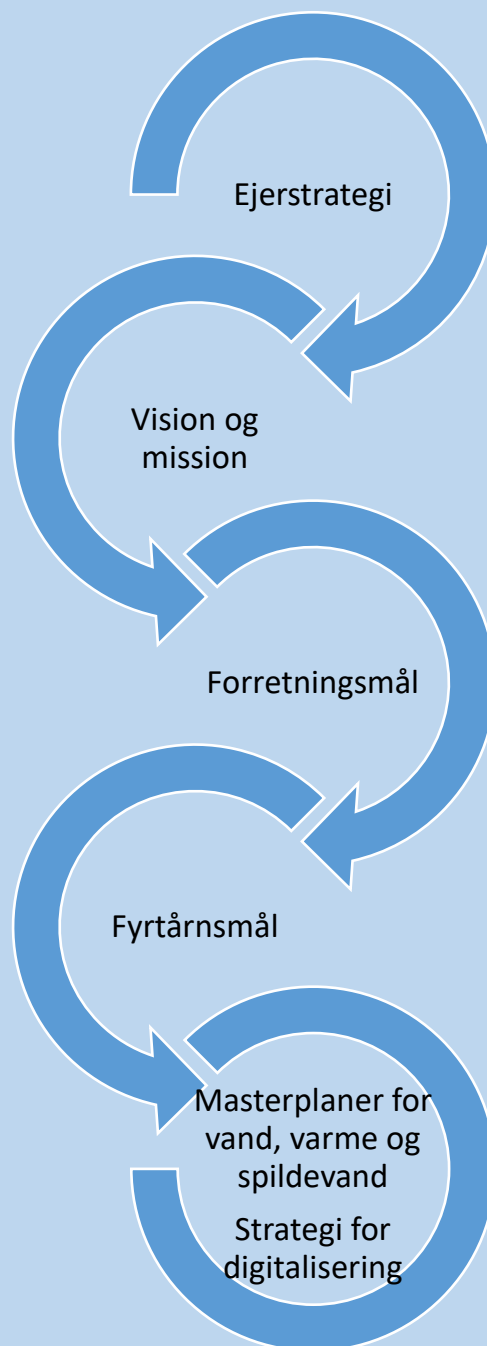 Ejerstrategi
Vision og
mission
Forretningsmål
Fyrtårnsmål
Masterplaner for
vand, varme og
spildevand
Strategi for
digitalisering